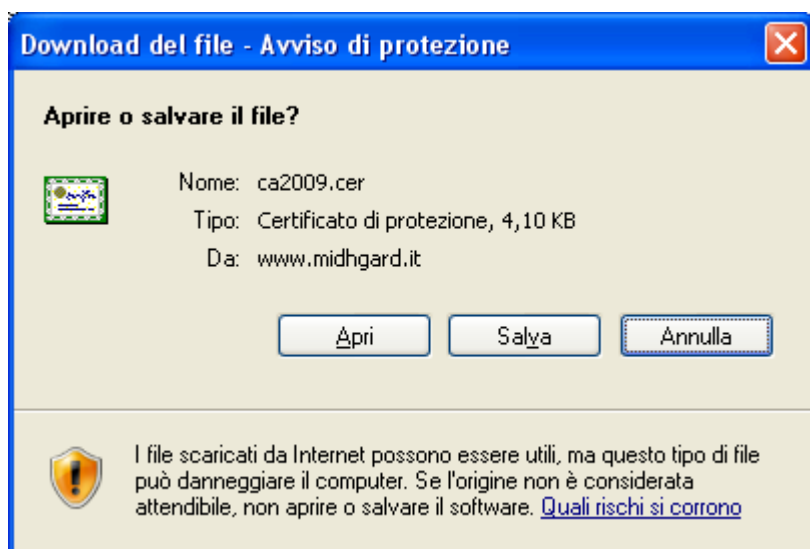 Download del file - Avviso di protezione
Aprire o salvare il file?
Nome: ca2009.cer
Tipo: Certificato di protezione, 4,10 KB
Da: www.midhgard.it
Apri Salva Annulla
I file scaricati da Internet possono essere utili, ma questo tipo di file
può danneggiare il computer. Se l'origine non è considerata
attendibile, non aprire o salvare il software. Quali rischi si corrono